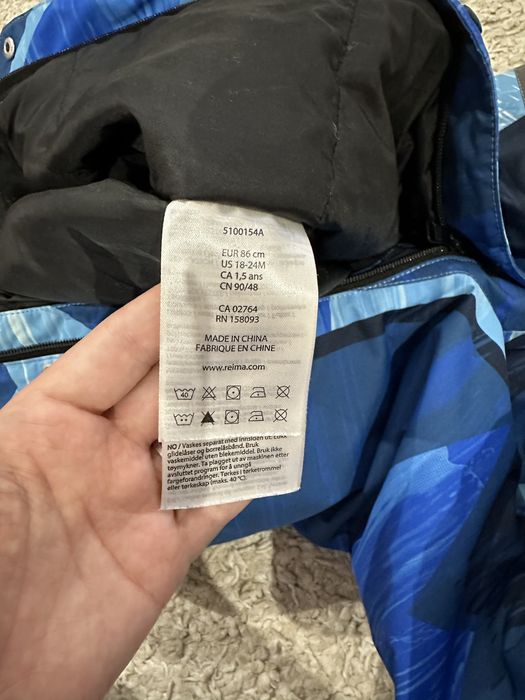 5100154A
EUR 86 cm
US 18-24M
CA 1,5 ans
CN 90/48
CA 02764
RN 158093
MADE IN CHINA
FABRIQUE EN CHINE
www.reima.com
40
NO / Vaskes separat med innsiden ut. Lukk
glidelåser og borrelåsbånd. Bruk
vaskemiddel uten blekemiddel. Bruk ikke
tøymykner. Ta plagget ut av maskinen etter
avsluttet program for å unngå
fargeforandringer. Tørkes i tørketrommel
eller tørkeskap (maks. 40 °C).